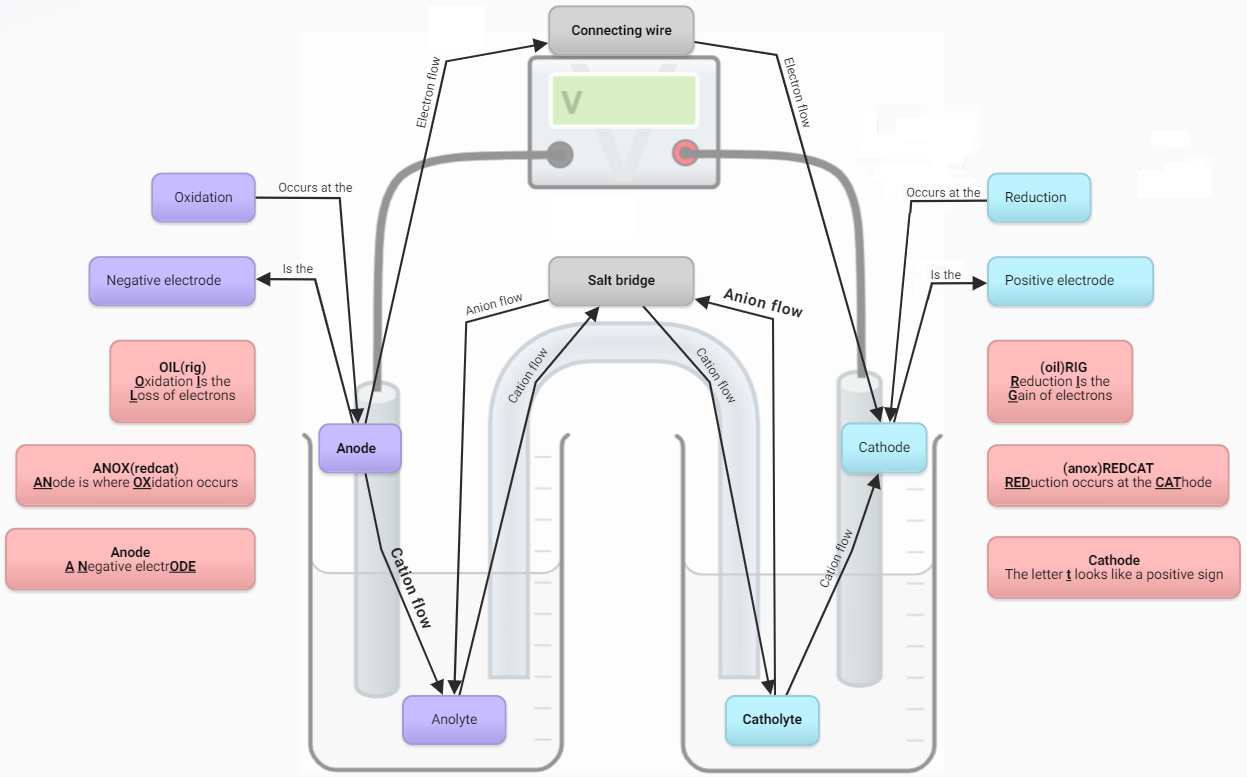 Connecting wire
Electron flow
Electron flow
V
V
Oxidation
Occurs at the
Occurs at the
Reduction
Negative electrode
Is the
Salt bridge
Is the
Positive electrode
Anion flow
Anion flow
Cation flow
Cation flow
OIL(rig)
Oxidation Is the
Loss of electrons
(oil)RIG
Reduction Is the
Gain of electrons
Anode
Cathode
ANOX(redcat)
ANode is where OXidation occurs
(anox)REDCAT
REDuction occurs at the CAThode
Anode
A Negative electrODE
Cation flow
Cation flow
Cathode
The letter t looks like a positive sign
Anolyte
Catholyte